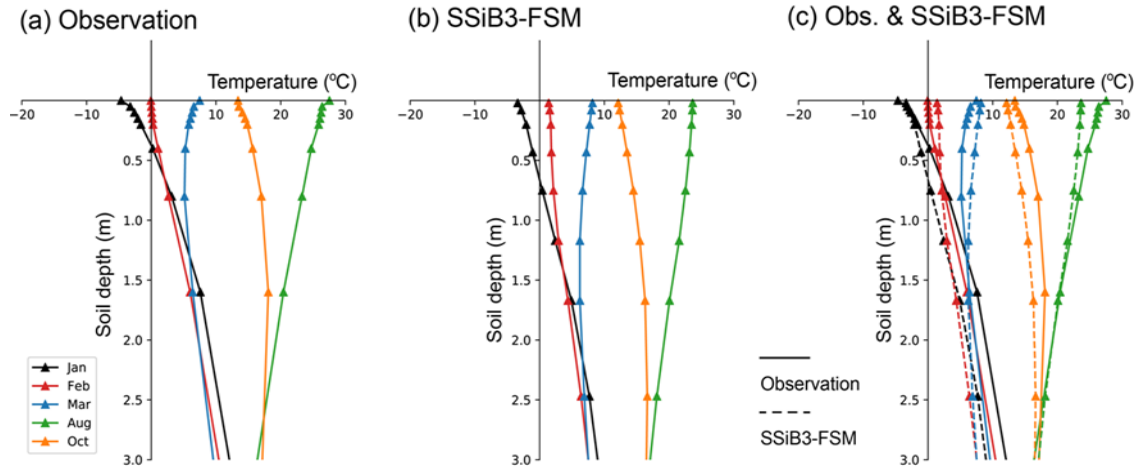 (a) Observation
Temperature (°C)
−20 −10 0 10 20 30
0.5
1.0
1.5
2.0
2.5
3.0
Soil depth (m)
Jan
Feb
Mar
Aug
Oct
(b) SSiB3-FSM
Temperature (°C)
−20 −10 0 10 20 30
0.5
1.0
1.5
2.0
2.5
3.0
Soil depth (m)
Observation
SSiB3-FSM
(c) Obs. & SSiB3-FSM
Temperature (°C)
−20 −10 0 10 20 30
0.5
1.0
1.5
2.0
2.5
3.0
Soil depth (m)